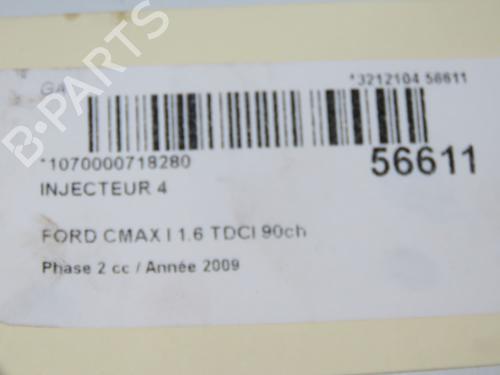 GA
*3212104 56611
B-PARTS
*1070000718280
56611
INJECTEUR 4
FORD CMAX I 1.6 TDCI 90ch
Phase 2 cc / Année 2009